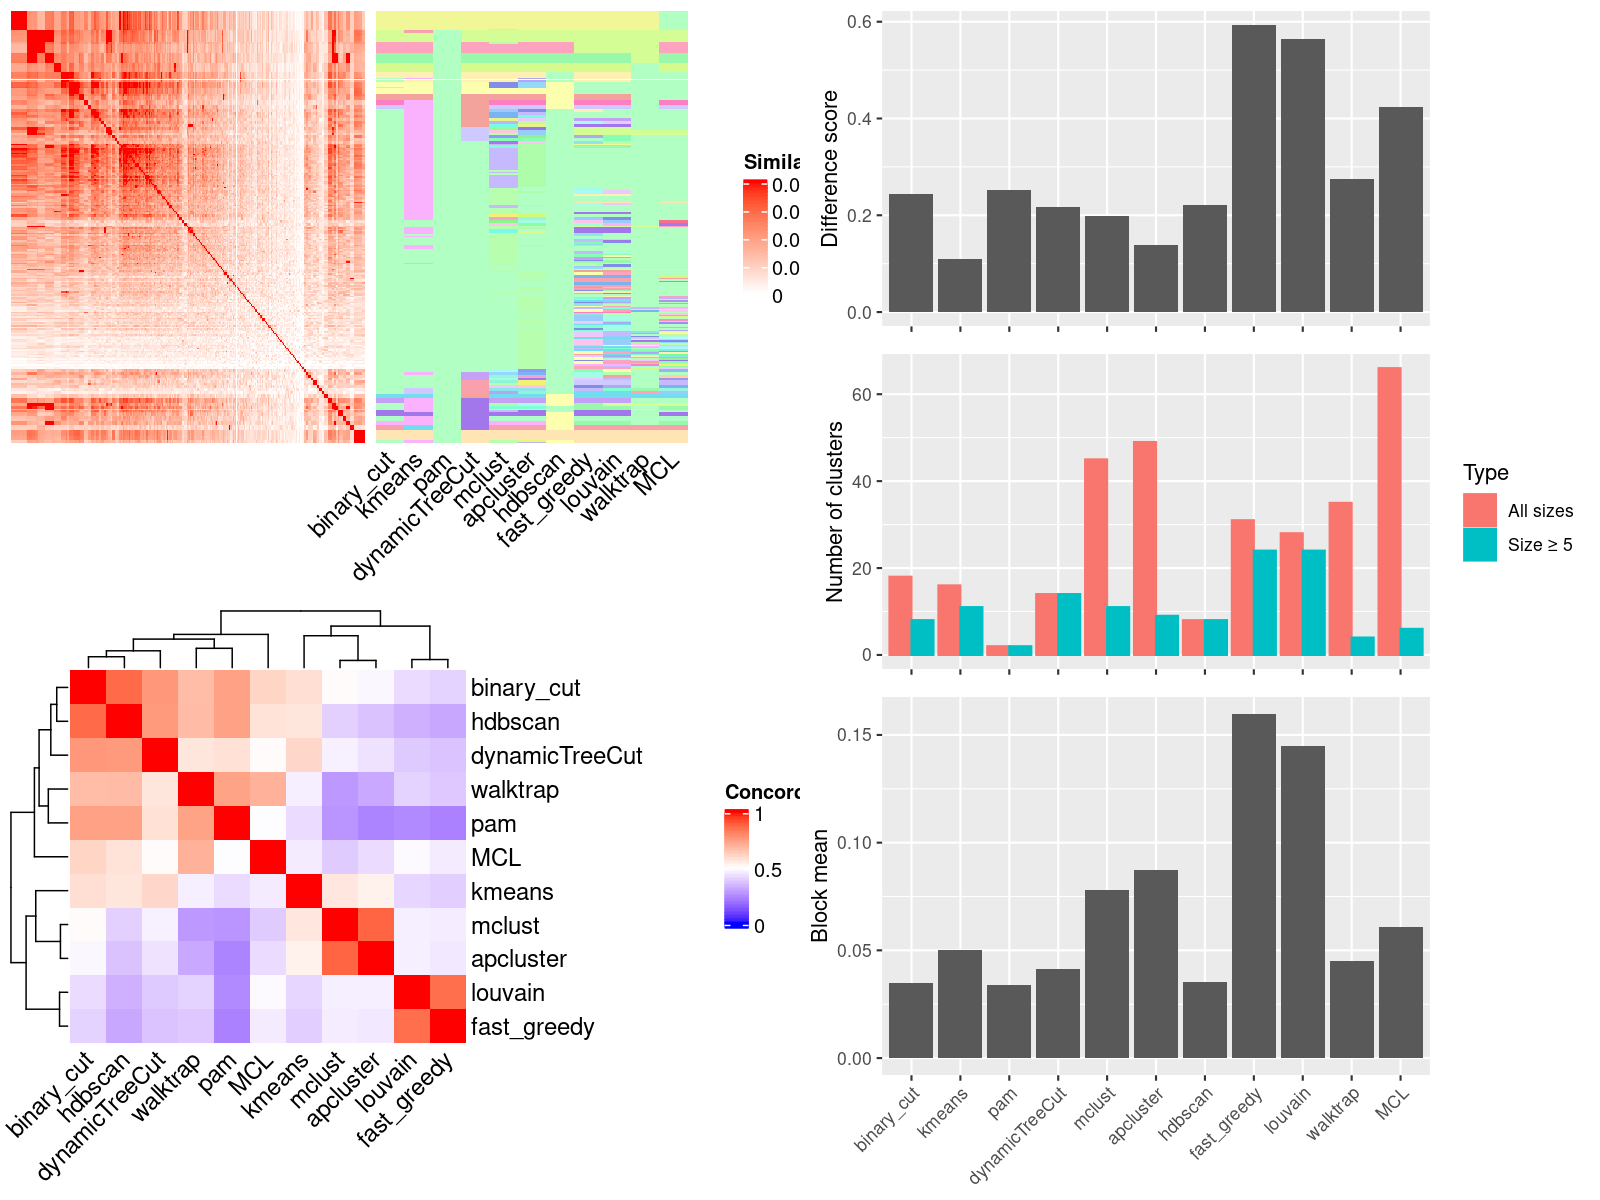 Simila
0.0
0.0
0.0
0.0
0
binary_cut
kmeans
pam
dynamicTreeCut
mclust
apcluster
hdbscan
fast_greedy
louvain
walktrap
MCL
binary_cut
hdbscan
dynamicTreeCut
walktrap
pam
MCL
kmeans
mclust
apcluster
louvain
fast_greedy
binary_cut
hdbscan
dynamicTreeCut
walktrap
pam
MCL
kmeans
mclust
apcluster
louvain
fast_greedy
Concord
1
0.5
0
Difference score
0.6
0.4
0.2
0.0
Number of clusters
60
40
20
0
Type
All sizes
Size ≥ 5
Block mean
0.15
0.10
0.05
0.00
binary_cut
kmeans
pam
dynamicTreeCut
mclust
apcluster
hdbscan
fast_greedy
louvain
walktrap
MCL